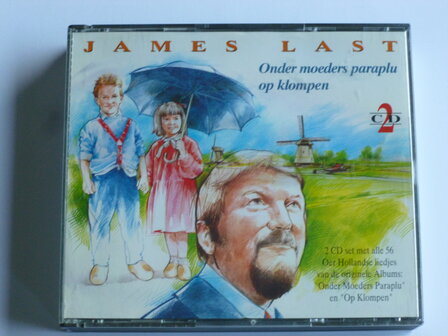 JAMES LAST
Onder moeders paraplu
op klompen
2
CD
2 CD set met alle 56
Oer Hollandse liedjes
van de originele Albums:
"Onder Moeders Paraplu"
en "Op Klompen"